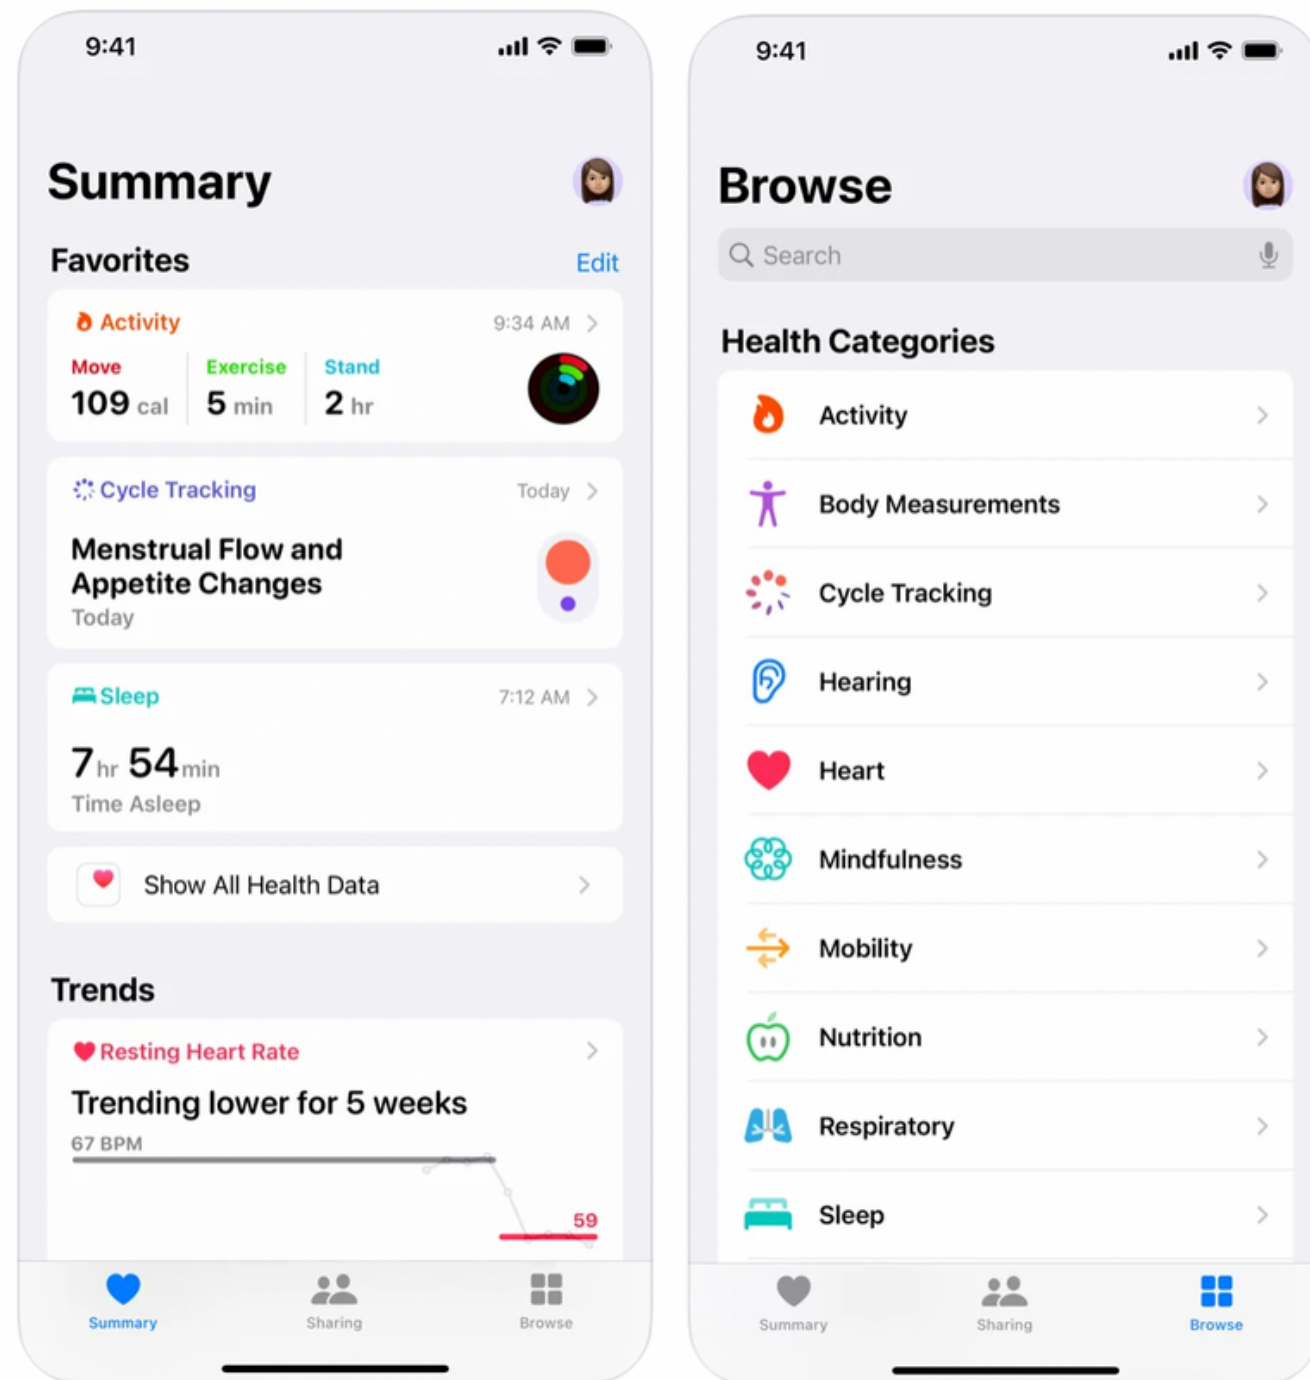 9:41
Summary
Favorites
Edit
Activity
9:34 AM
Move
Exercise
Stand
109 cal
5 min
2 hr
Cycle Tracking
Today
Menstrual Flow and
Appetite Changes
Today
Sleep
7:12 AM
7 hr 54 min
Time Asleep
Show All Health Data
Trends
Resting Heart Rate
Trending lower for 5 weeks
67 BPM
59
Summary
Sharing
Browse
9:41
Browse
Search
Health Categories
Activity
Body Measurements
Cycle Tracking
Hearing
Heart
Mindfulness
Mobility
Nutrition
Respiratory
Sleep
Summary
Sharing
Browse